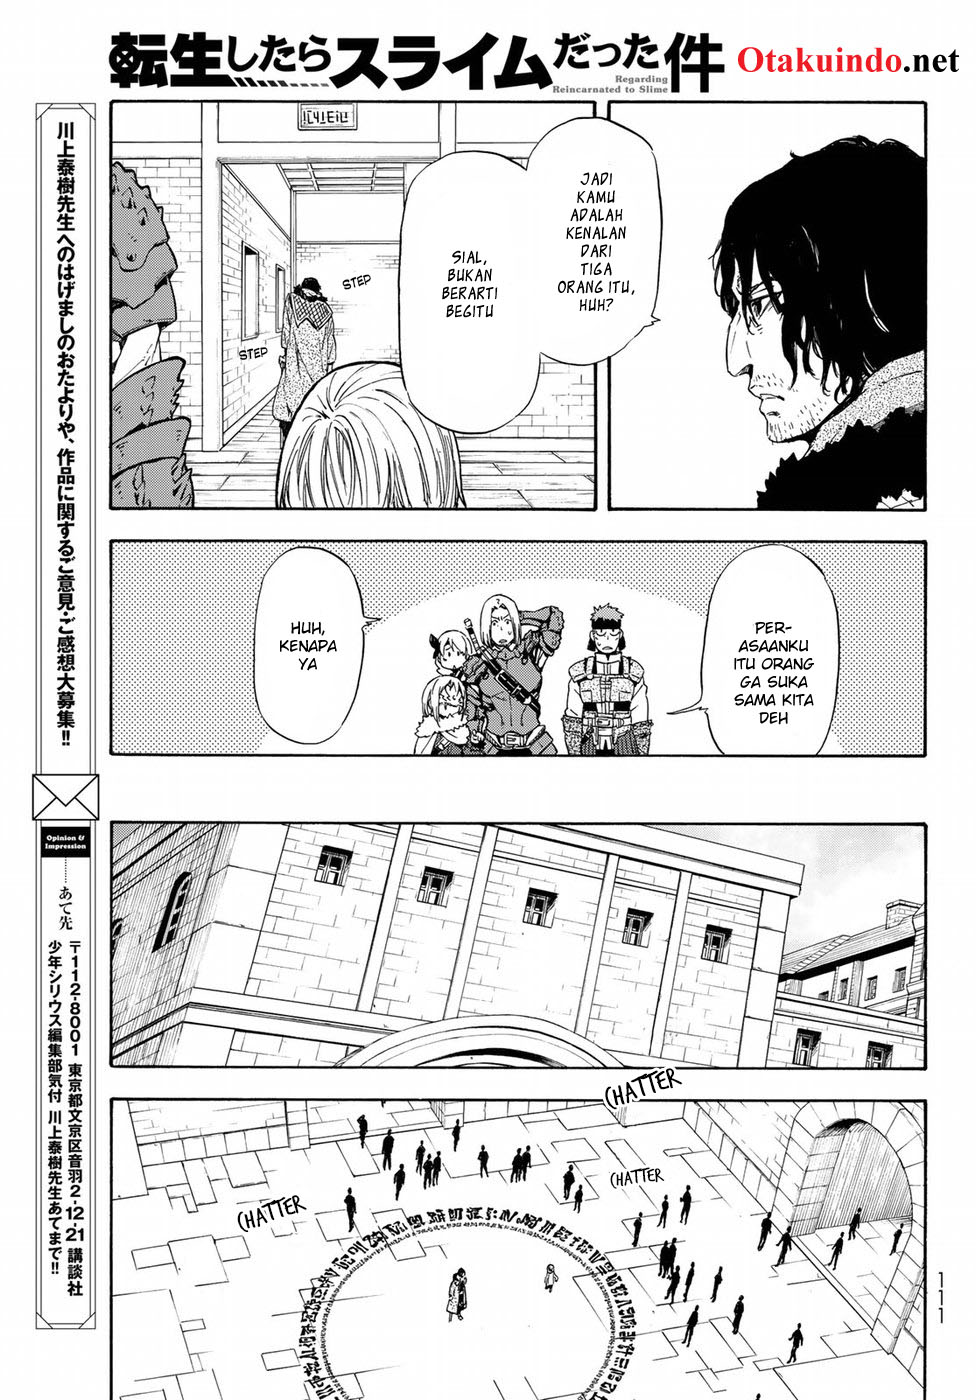 転生したらスライムだった件
Regarding
Reincarnated to Slime
Otakuindo.net
JADI
KAMU
ADALAH
KENALAN
DARI
TIGA
ORANG ITU,
HUH?
SIAL,
BUKAN
BERARTI
BEGITU
STEP
STEP
PER-
ASAANKU
ITU ORANG
GA SUKA
SAMA KITA
DEH
HUH,
KENAPA
YA
CHATTER
CHATTER
CHATTER
川上泰樹先生へのはげましのおたよりや、作品に関するご意見・ご感想大募集!!
Opinion &
Impression
………あて先
〒112-8001 東京都文京区音羽2-12-21 講談社
少年シリウス編集部気付 川上泰樹先生あてまで!!
111